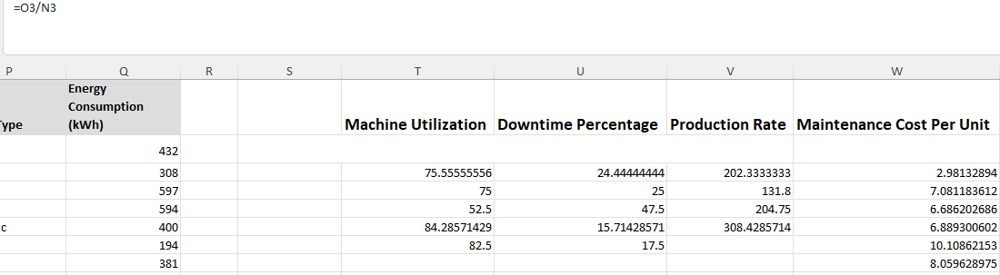 =O3/N3
P Q R S T U V W
Type Energy Consumption (kWh) Machine Utilization Downtime Percentage Production Rate Maintenance Cost Per Unit
432
308 75.55555556 24.44444444 202.3333333 2.98132894
597 75 25 131.8 7.081183612
594 52.5 47.5 204.75 6.686202686
c 400 84.28571429 15.71428571 308.4285714 6.889300602
194 82.5 17.5 10.10862153
381 8.059628975